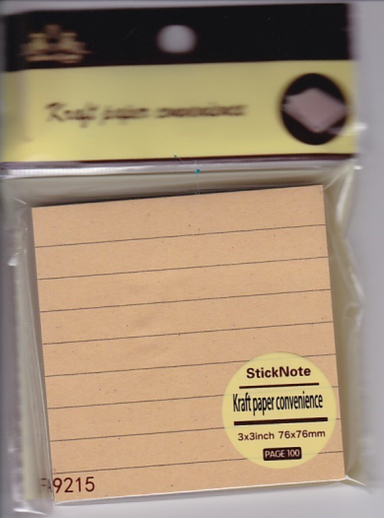 Kraft paper convenience
StickNote
Kraft paper convenience
3x3inch 76x76mm
PAGE 100
9215